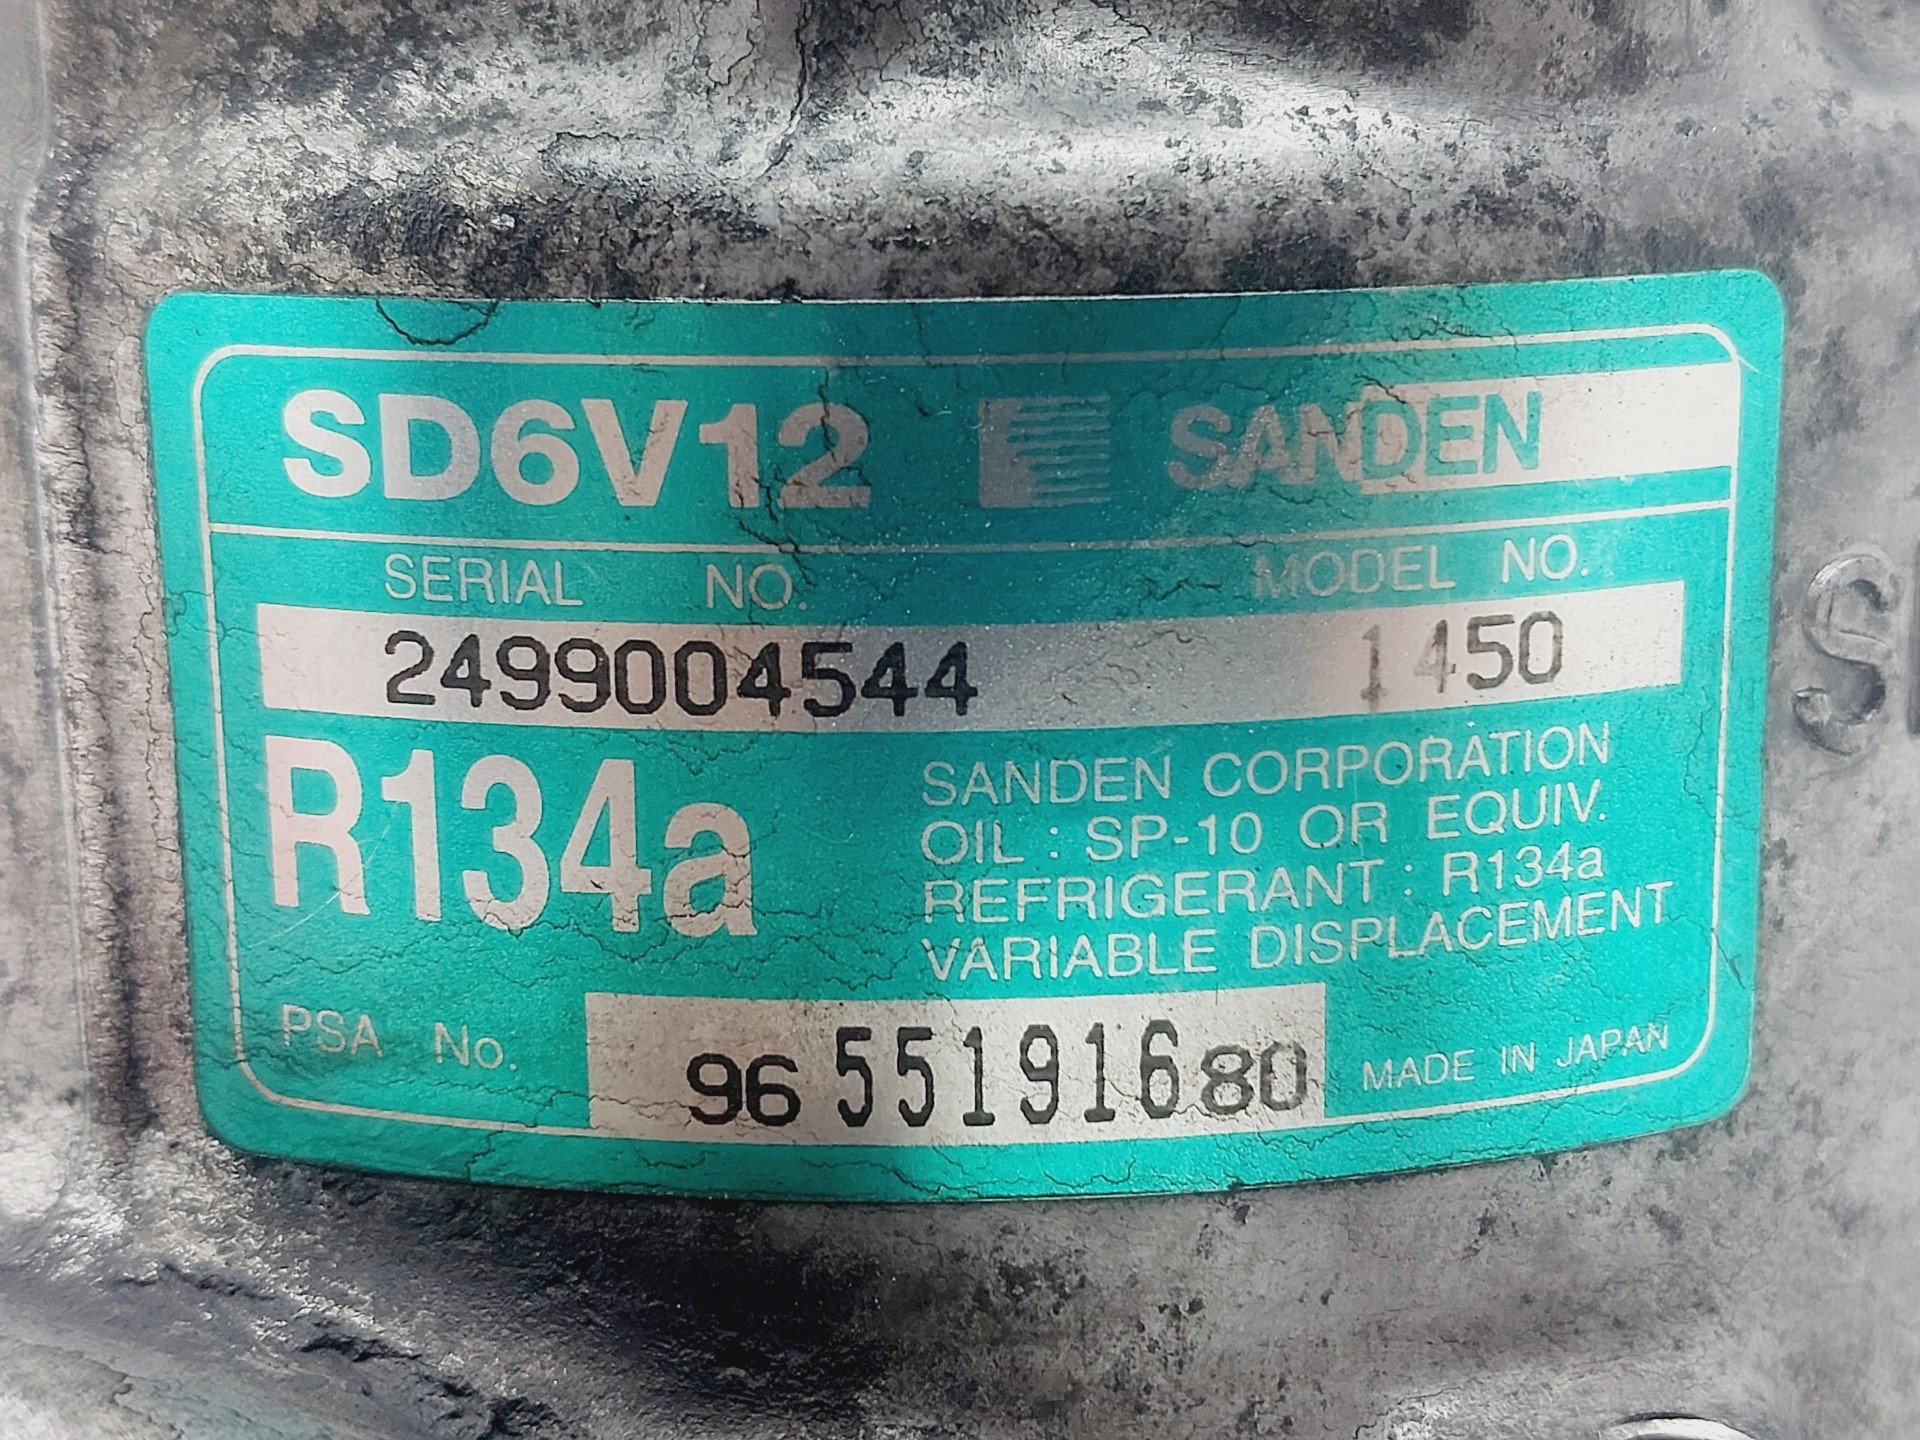 SD6V12 SANDEN
SERIAL NO. MODEL NO.
2499004544 1450
R134a
SANDEN CORPORATION
OIL : SP-10 OR EQUIV.
REFRIGERANT : R134a
VARIABLE DISPLACEMENT
PSA No. 96 551916 80 MADE IN JAPAN
S